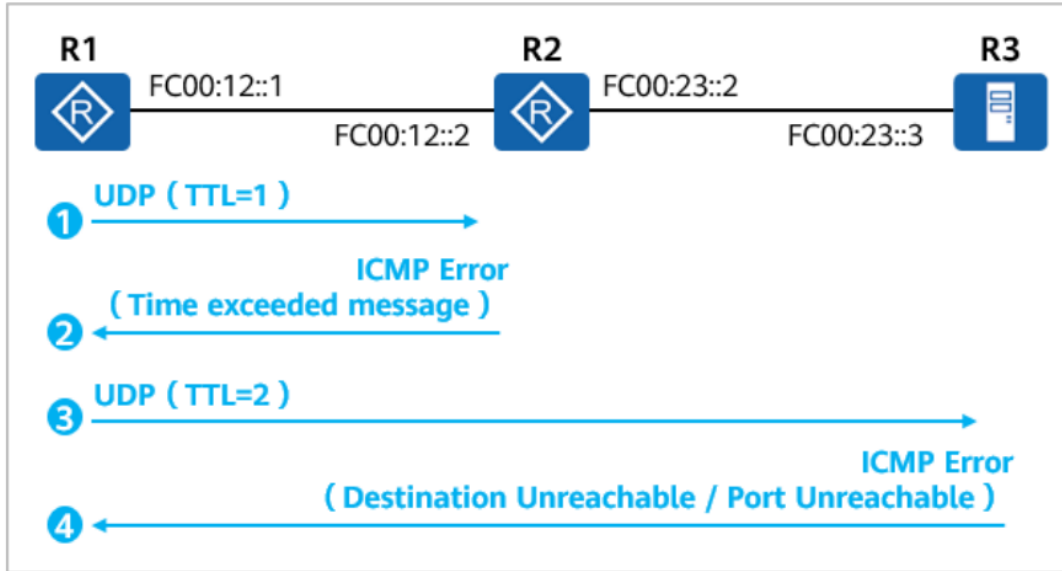 R1
R2
R3
FC00:12::1
FC00:23::2
R
R
FC00:12::2
FC00:23::3
UDP ( TTL=1 )
1
ICMP Error
( Time exceeded message )
2
UDP ( TTL=2 )
3
ICMP Error
( Destination Unreachable / Port Unreachable )
4